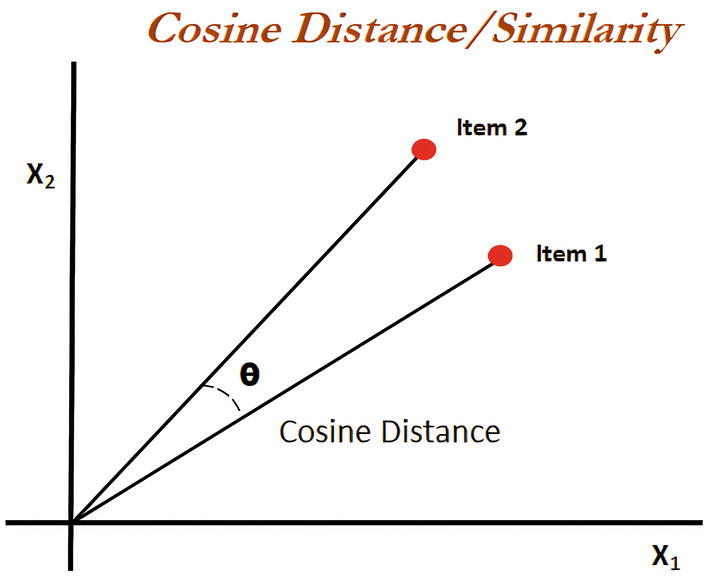 Cosine Distance/Similarity
Item 2
X₂
Item 1
θ
Cosine Distance
X₁